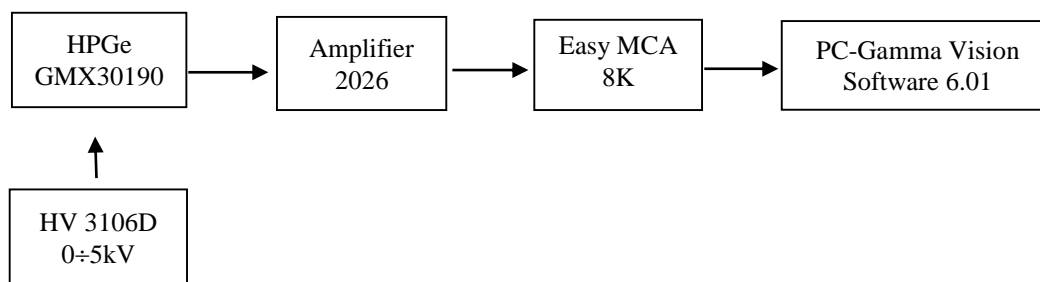 HPGe
GMX30190
Amplifier
2026
Easy MCA
8K
PC-Gamma Vision
Software 6.01
HV 3106D
0÷5kV